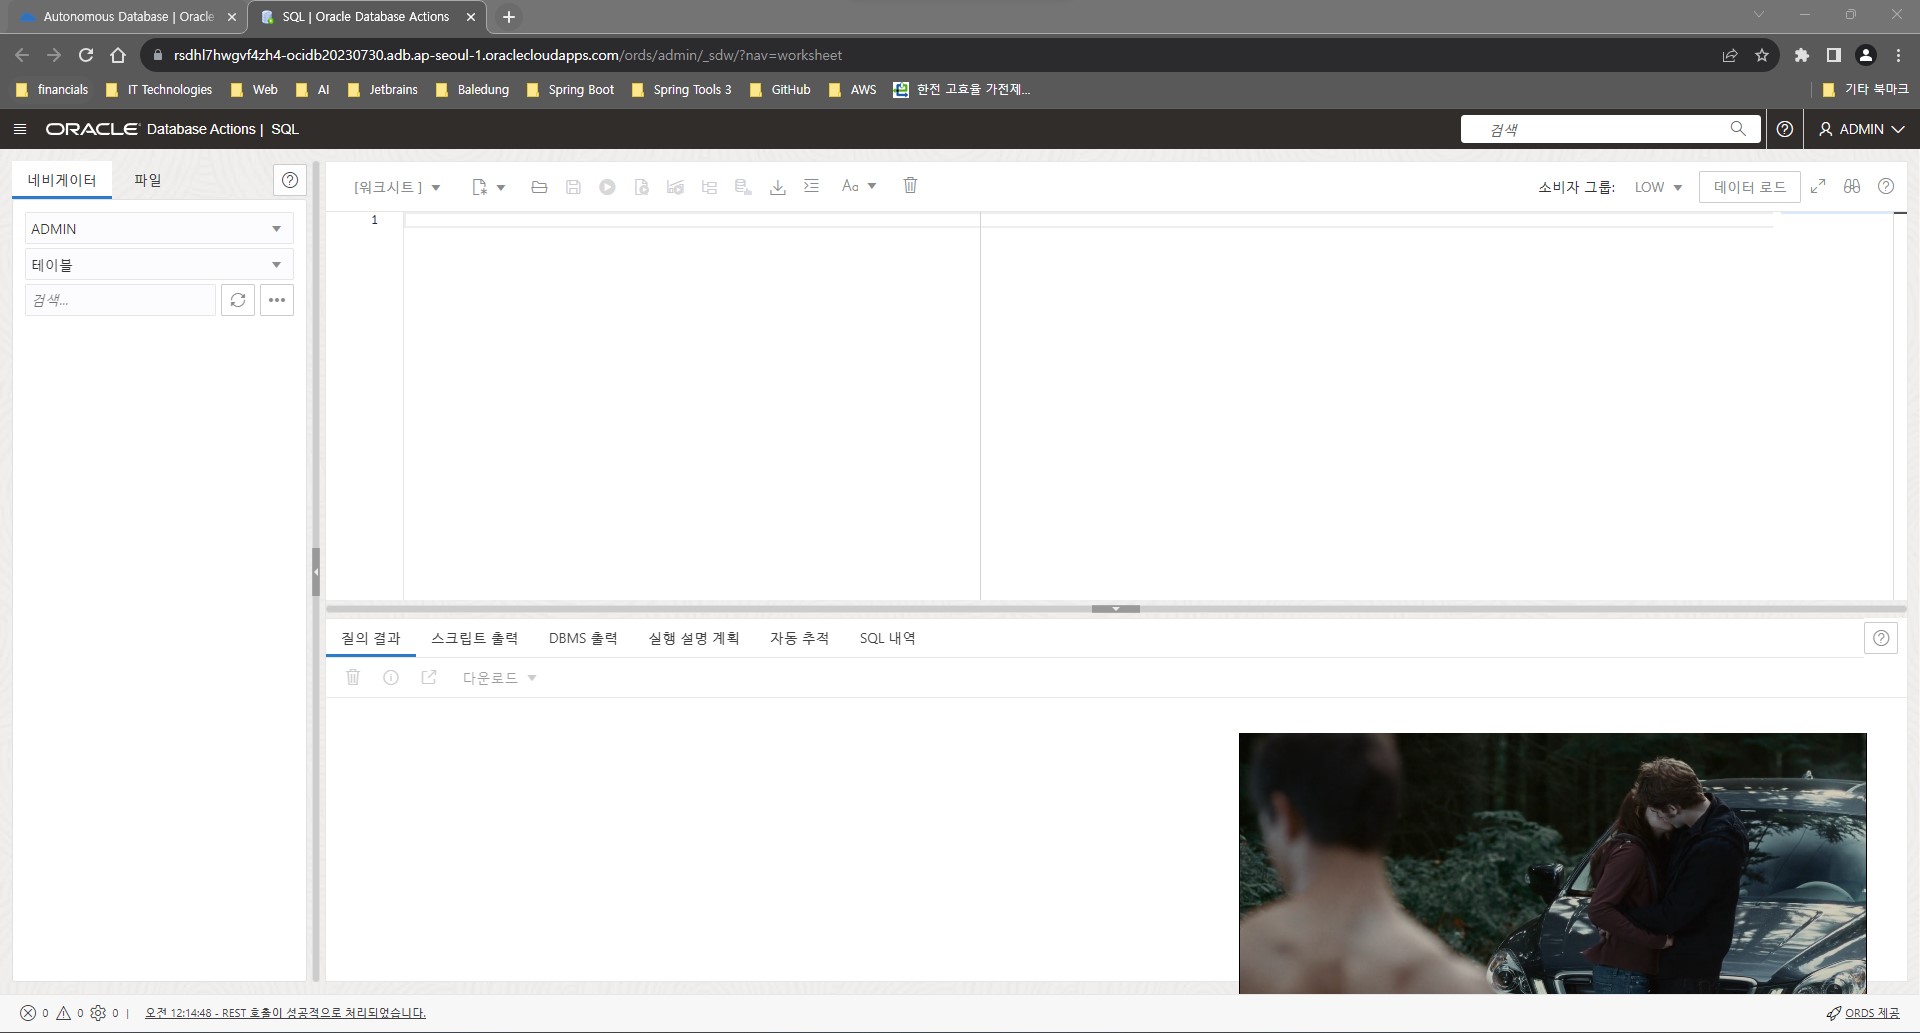 Autonomous Database | Oracle
SQL | Oracle Database Actions
rsdhl7hwgvf4zh4-ocidb20230730.adb.ap-seoul-1.oraclecloudapps.com/ords/admin/_sdw/?nav=worksheet
financials IT Technologies Web AI Jetbrains Baledung Spring Boot Spring Tools 3 GitHub AWS 한전 고효율 가전제... 기타 북마크
ORACLE Database Actions | SQL 검색 ADMIN
네비게이터 파일
ADMIN
테이블
검색...
[워크시트] Aa 소비자 그룹: LOW 데이터 로드
1
질의 결과 스크립트 출력 DBMS 출력 실행 설명 계획 자동 추적 SQL 내역
다운로드
0 0 0 | 오전 12:14:48 - REST 호출이 성공적으로 처리되었습니다. ORDS 제공